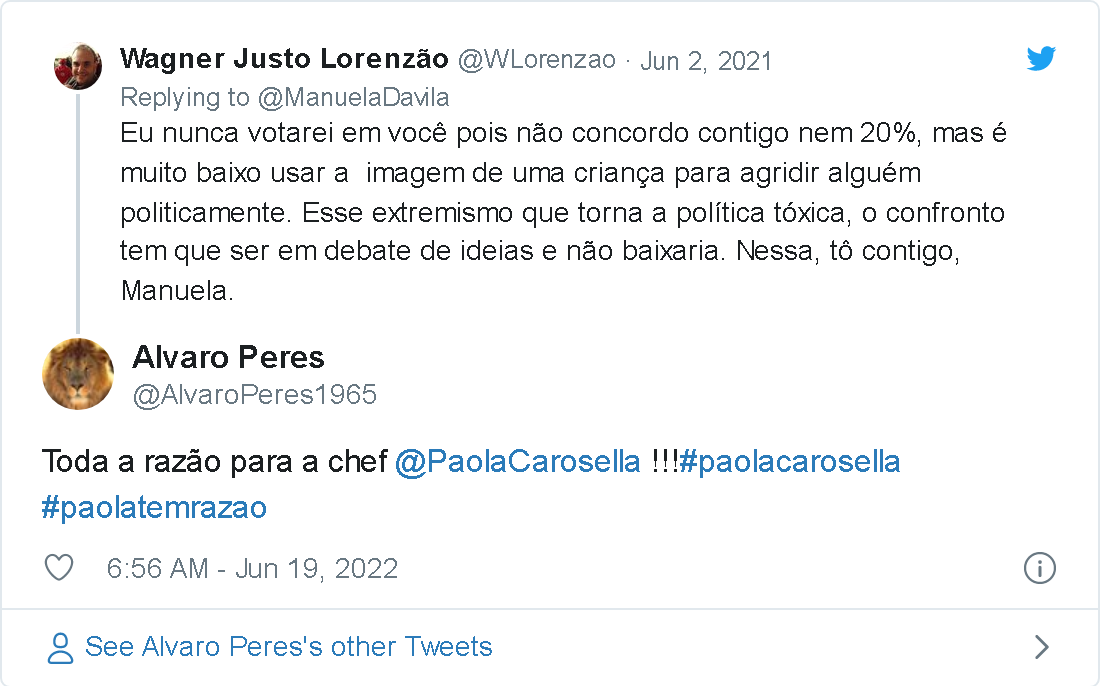 Wagner Justo Lorenzão @WLorenzao · Jun 2, 2021
Replying to @ManuelaDavila
Eu nunca votarei em você pois não concordo contigo nem 20%, mas é
muito baixo usar a  imagem de uma criança para agridir alguém
politicamente. Esse extremismo que torna a política tóxica, o confronto
tem que ser em debate de ideias e não baixaria. Nessa, tô contigo,
Manuela.
Alvaro Peres
@AlvaroPeres1965
Toda a razão para a chef @PaolaCarosella !!!#paolacarosella
#paolatemrazao
6:56 AM - Jun 19, 2022
See Alvaro Peres's other Tweets